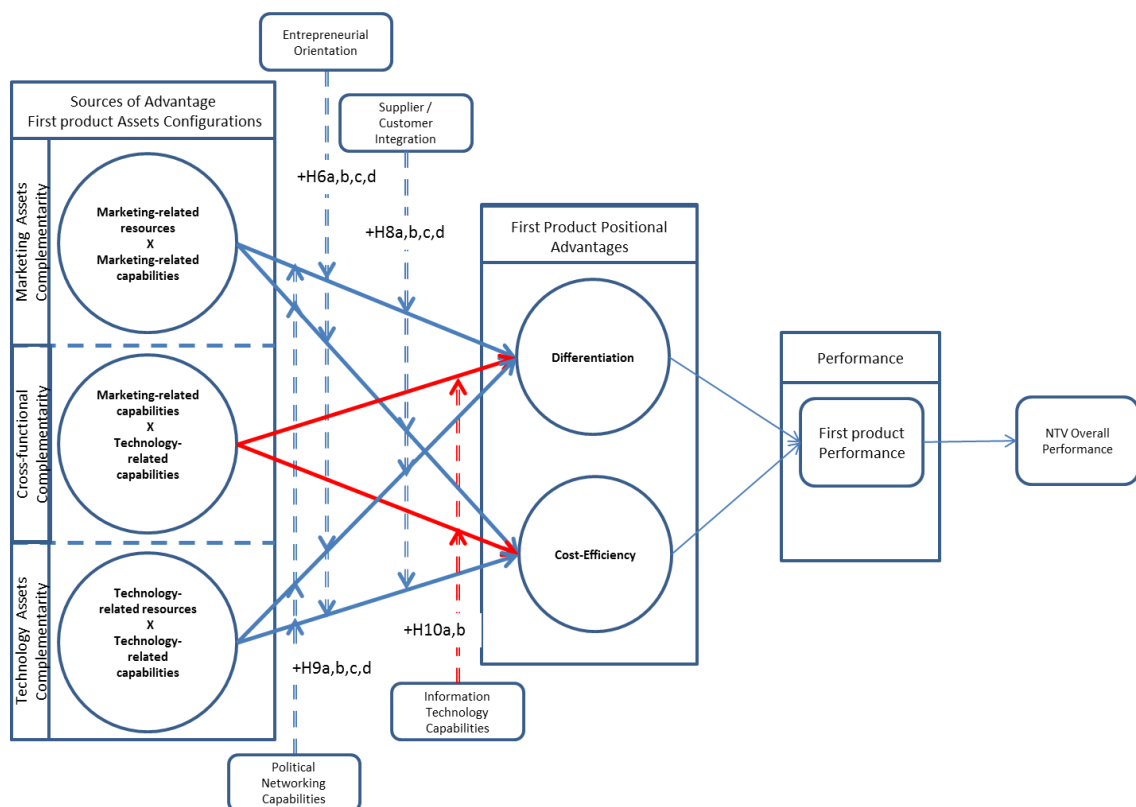 Entrepreneurial
Orientation
Sources of Advantage
First product Assets Configurations
Supplier /
Customer
Integration
+H6a,b,c,d
+H8a,b,c,d
Marketing Assets
Complementarity
Marketing-related
resources
X
Marketing-related
capabilities
First Product Positional
Advantages
Differentiation
Cross-functional
Complementarity
Marketing-related
capabilities
X
Technology-
related
capabilities
Performance
First product
Performance
NTV Overall
Performance
Cost-Efficiency
Technology Assets
Complementarity
Technology-
related resources
X
Technology-
related
capabilities
+H10a,b
+H9a,b,c,d
Information
Technology
Capabilities
Political
Networking
Capabilities